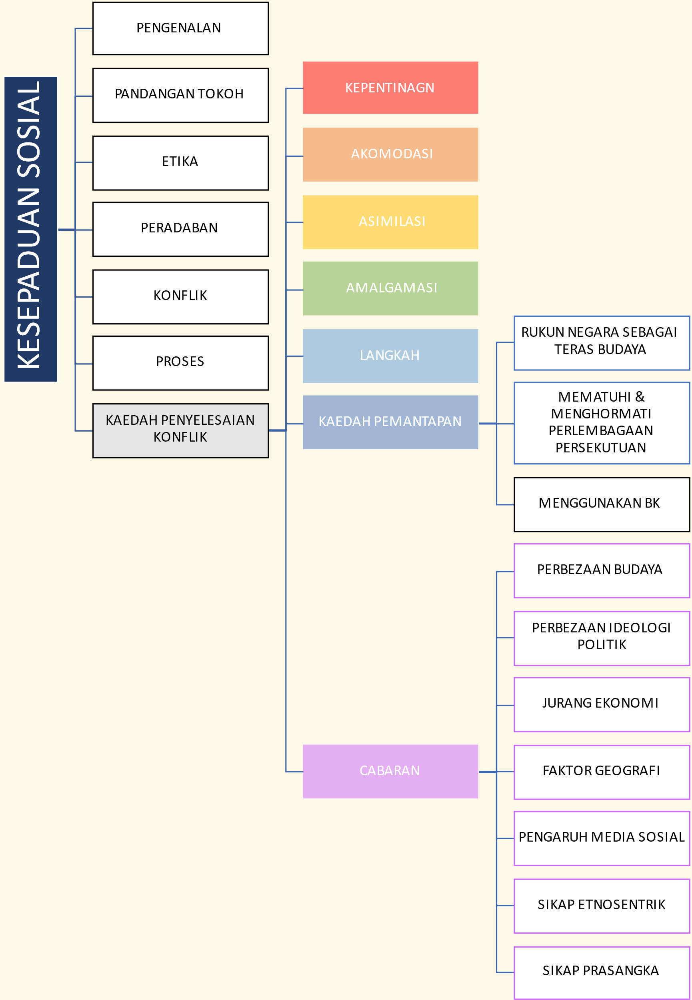 KESEPADUAN SOSIAL
PENGENALAN
PANDANGAN TOKOH
ETIKA
PERADABAN
KONFLIK
PROSES
KAEDAH PENYELESAIAN
KONFLIK
KEPENTINAGN
AKOMODASI
ASIMILASI
AMALGAMASI
LANGKAH
KAEDAH PEMANTAPAN
RUKUN NEGARA SEBAGAI
TERAS BUDAYA
MEMATUHI &
MENGHORMATI
PERLEMBAGAAN
PERSEKUTUAN
MENGGUNAKAN BK
CABARAN
PERBEZAAN BUDAYA
PERBEZAAN IDEOLOGI
POLITIK
JURANG EKONOMI
FAKTOR GEOGRAFI
PENGARUH MEDIA SOSIAL
SIKAP ETNOSENTRIK
SIKAP PRASANGKA